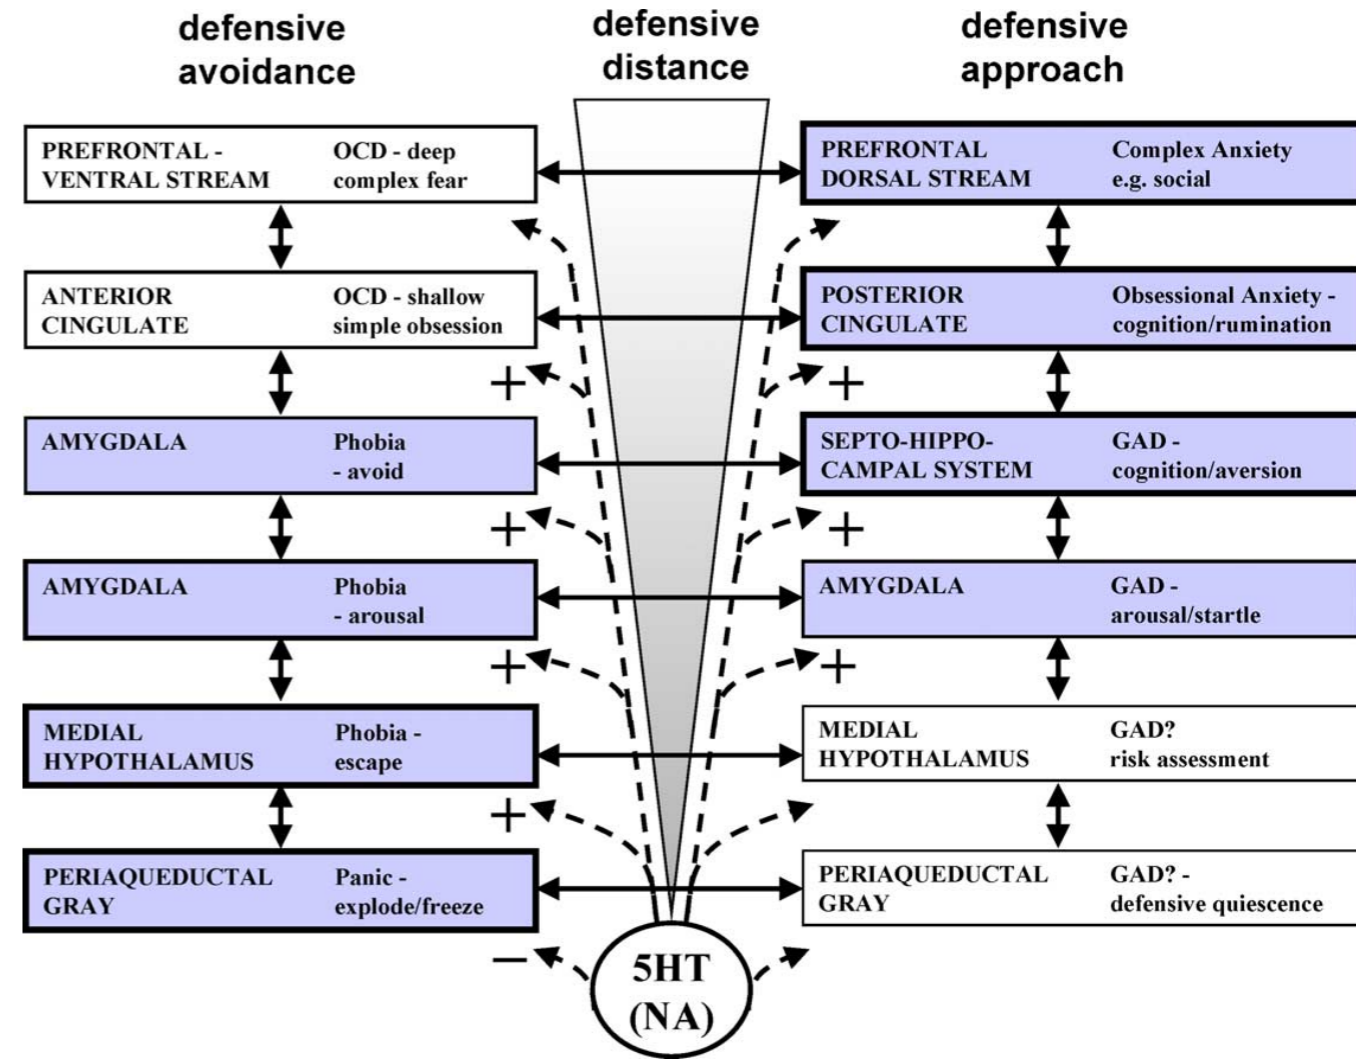 defensive
avoidance
defensive
distance
defensive
approach
PREFRONTAL -
VENTRAL STREAM
OCD - deep
complex fear
PREFRONTAL
DORSAL STREAM
Complex Anxiety
e.g. social
ANTERIOR
CINGULATE
OCD - shallow
simple obsession
POSTERIOR
CINGULATE
Obsessional Anxiety -
cognition/rumination
+
+
AMYGDALA
Phobia
- avoid
SEPTO-HIPPO-
CAMPAL SYSTEM
GAD -
cognition/aversion
+
+
AMYGDALA
Phobia
- arousal
AMYGDALA
GAD -
arousal/startle
+
+
MEDIAL
HYPOTHALAMUS
Phobia -
escape
MEDIAL
HYPOTHALAMUS
GAD?
risk assessment
+
PERIAQUEDUCTAL
GRAY
Panic -
explode/freeze
PERIAQUEDUCTAL
GRAY
GAD? -
defensive quiescence
−
5HT
(NA)